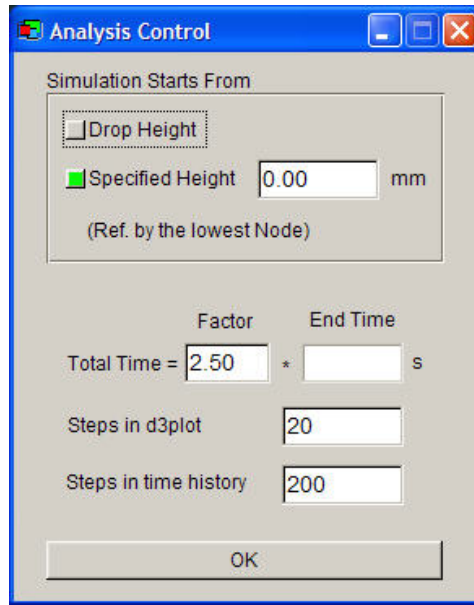 Analysis Control
Simulation Starts From
Drop Height
Specified Height 0.00 mm
(Ref. by the lowest Node)
Factor End Time
Total Time = 2.50 * s
Steps in d3plot 20
Steps in time history 200
OK